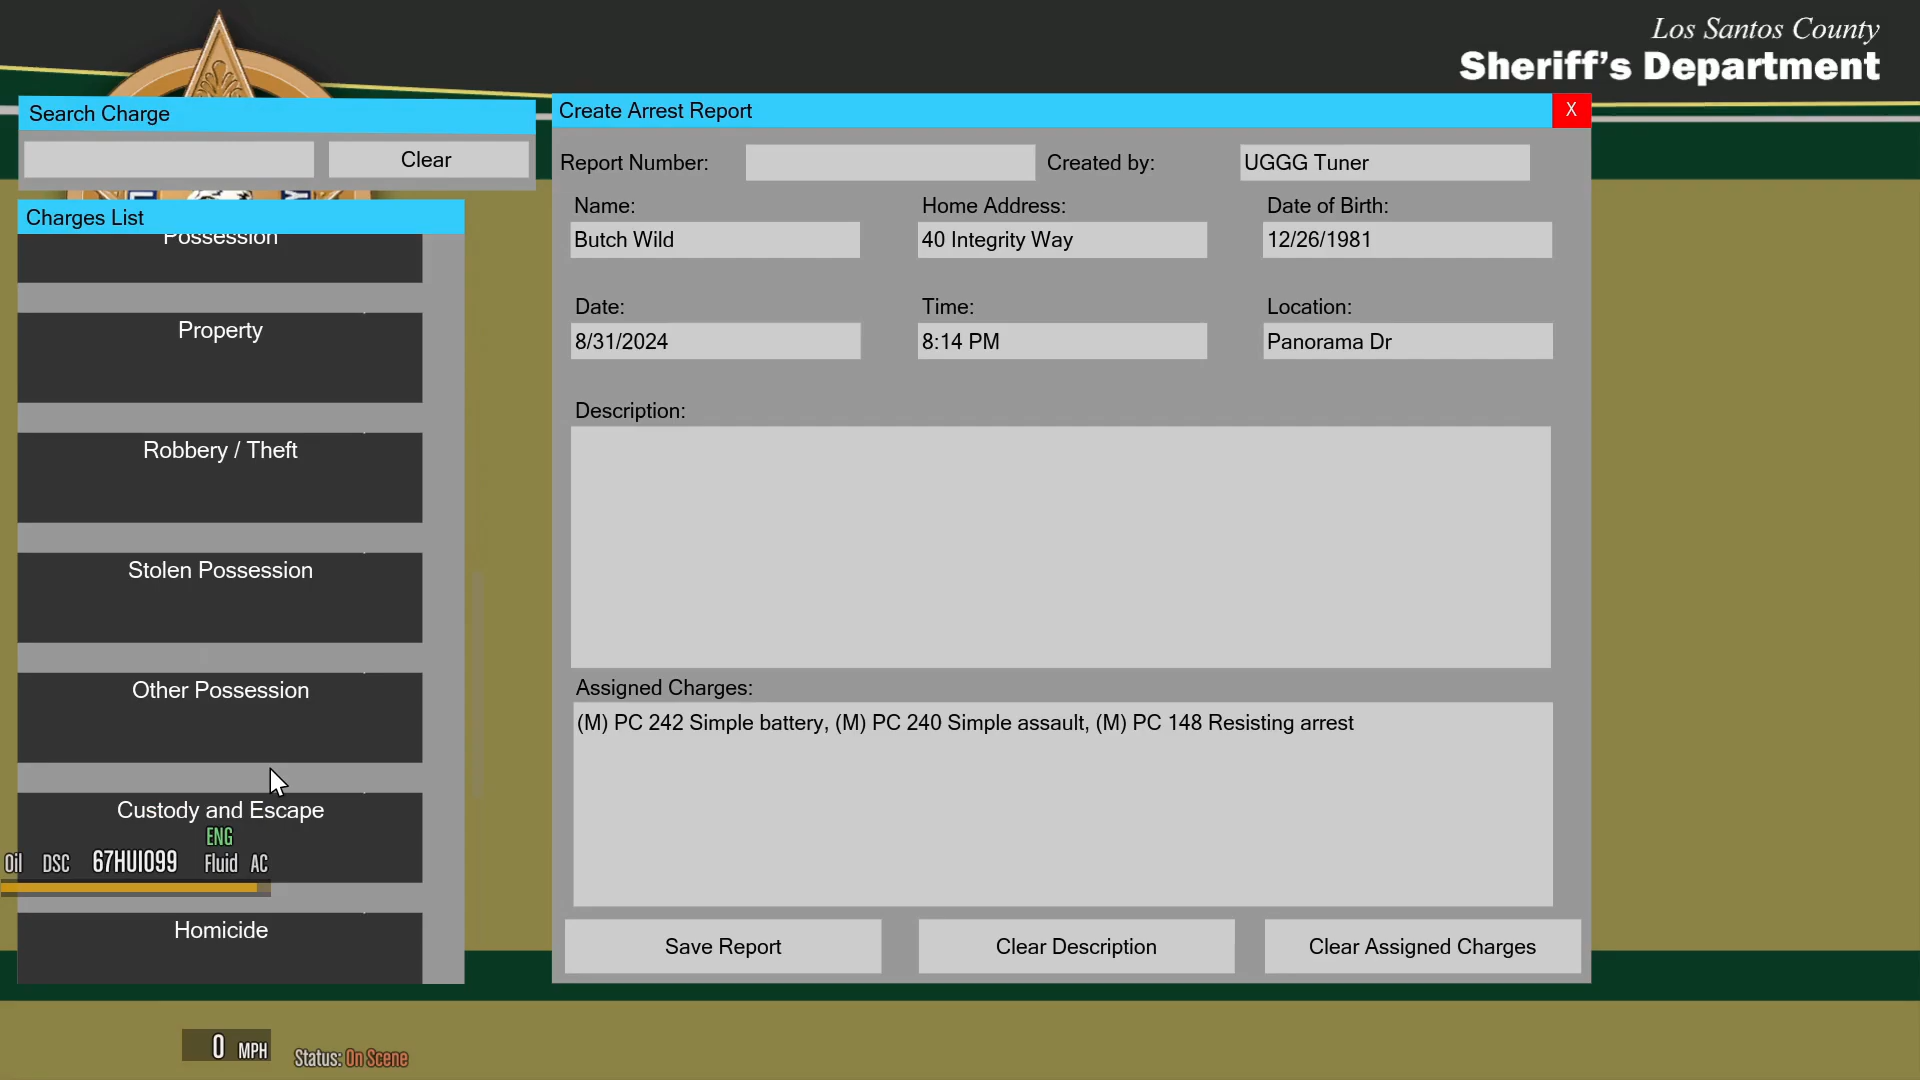 Los Santos County
Sheriff's Department
Search Charge
Clear
Charges List
Possession
Property
Robbery / Theft
Stolen Possession
Other Possession
Custody and Escape
Homicide
Create Arrest Report
X
Report Number:
Created by:
UGGG Tuner
Name:
Home Address:
Date of Birth:
Butch Wild
40 Integrity Way
12/26/1981
Date:
Time:
Location:
8/31/2024
8:14 PM
Panorama Dr
Description:
Assigned Charges:
(M) PC 242 Simple battery, (M) PC 240 Simple assault, (M) PC 148 Resisting arrest
Save Report
Clear Description
Clear Assigned Charges
ENG
Oil DSC 67HUI099 Fluid AC
0 MPH
Status: On Scene